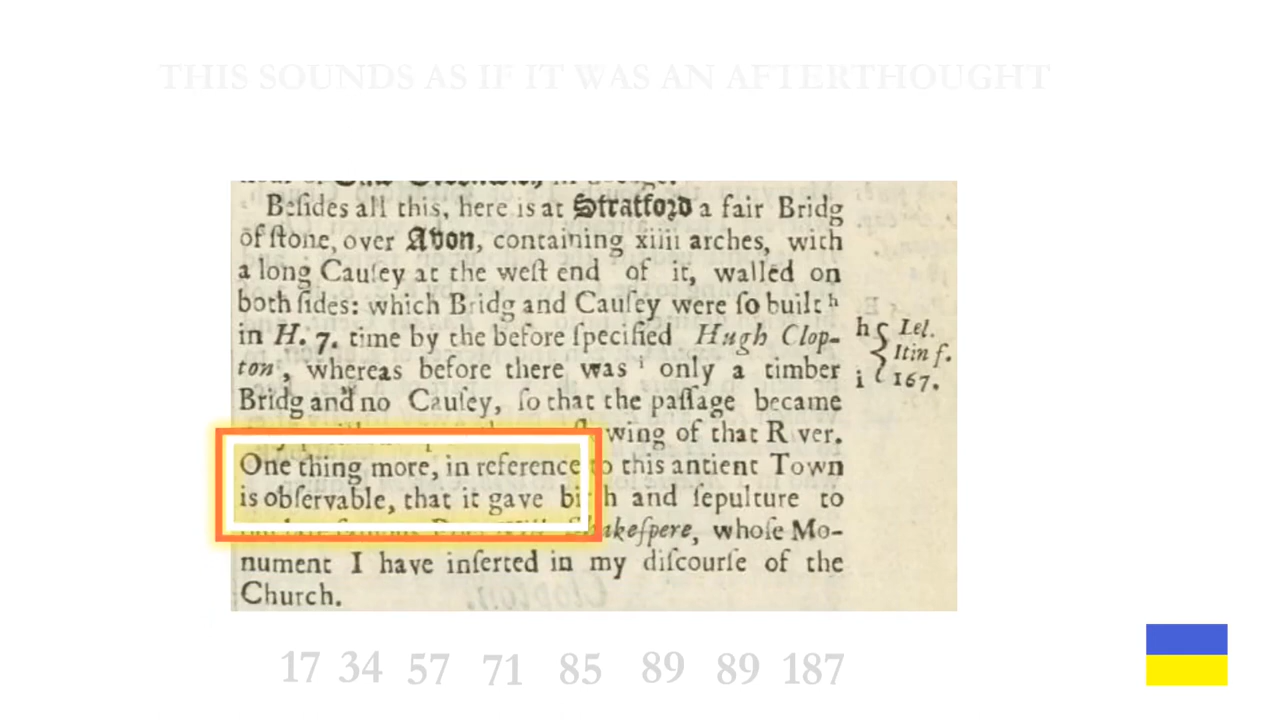 THIS SOUNDS AS IF IT WAS AN AFTERTHOUGHT
Beſides all this, here is at Stratford a fair Bridg
of ſtone, over Avon, containing xiiii arches, with
a long Cauſey at the weſt end of it, walled on
both ſides: which Bridg and Cauſey were ſo built h
in H. 7. time by the before ſpecified Hugh Clop-
ton, whereas before there was i only a timber
Bridg and no Cauſey, ſo that the paſſage became
wing of that R ver.
One thing more, in reference to this antient Town
is obſervable, that it gave birth and ſepulture to
Shakeſpere, whoſe Mo-
nument I have inſerted in my diſcourſe of the
Church.
h Lel.
Itin f.
i 167.
17 34 57 71 85 89 89 187